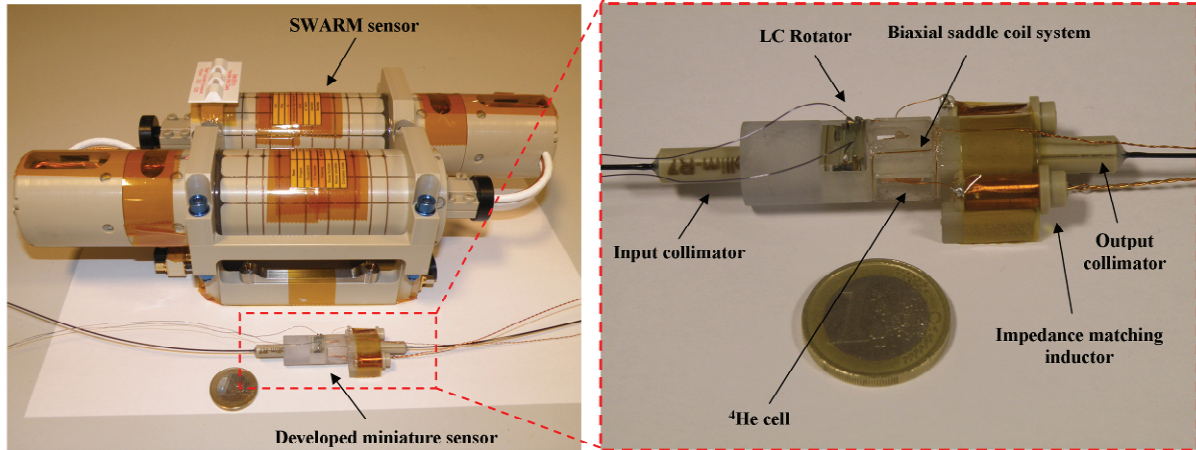 SWARM sensor
Developed miniature sensor
LC Rotator
Biaxial saddle coil system
Input collimator
Output
collimator
Impedance matching
inductor
⁴He cell